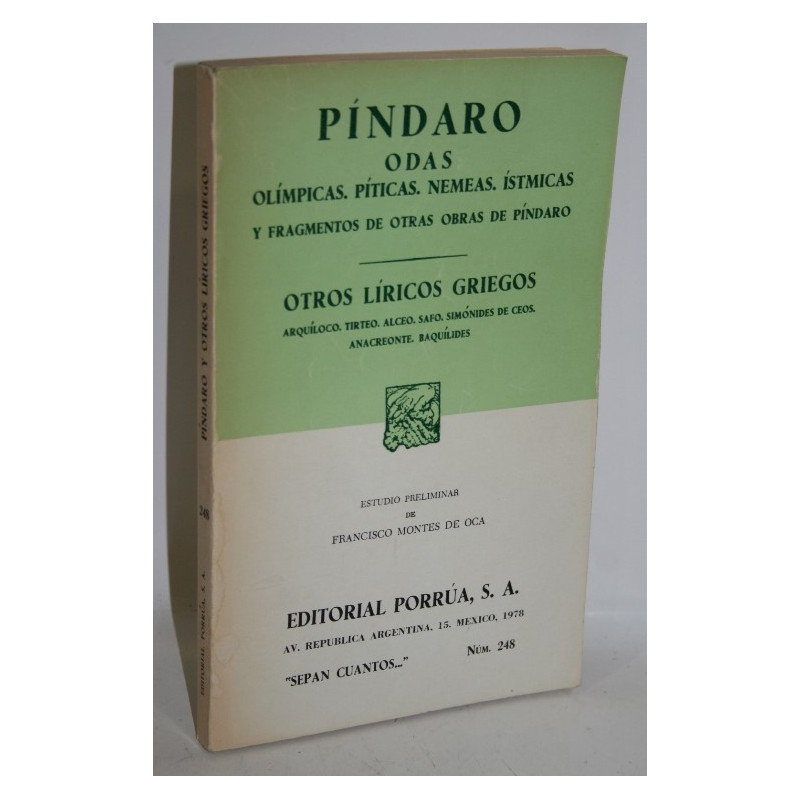 PÍNDARO
ODAS
OLÍMPICAS. PÍTICAS. NEMEAS. ÍSTMICAS
Y FRAGMENTOS DE OTRAS OBRAS DE PÍNDARO
OTROS LÍRICOS GRIEGOS
ARQUÍLOCO. TIRTEO. ALCEO. SAFO. SIMÓNIDES DE CEOS.
ANACREONTE. BAQUÍLIDES
ESTUDIO PRELIMINAR
DE
FRANCISCO MONTES DE OCA
EDITORIAL PORRÚA, S. A.
AV. REPUBLICA ARGENTINA, 15. MEXICO, 1978
"SEPAN CUANTOS..." NÚM. 248
PÍNDARO Y OTROS LÍRICOS GRIEGOS
248
EDITORIAL PORRÚA, S. A.